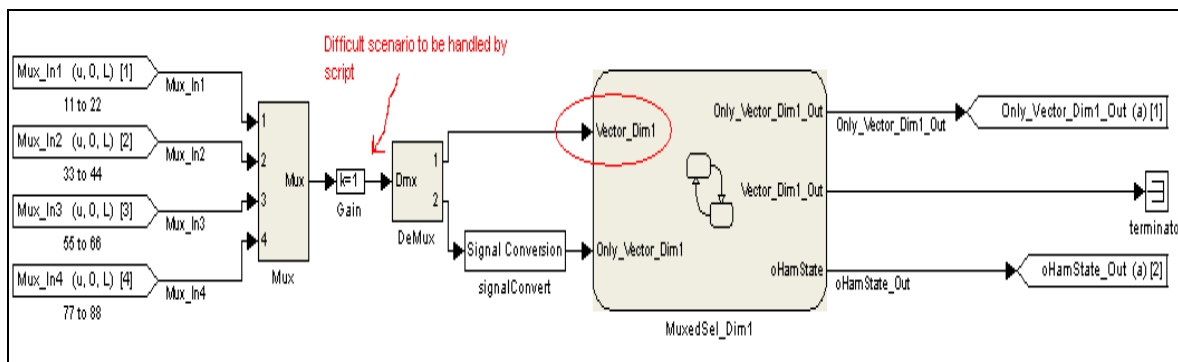 Difficult scenario to be handled by
script
Mux_In1 (u, 0, L) [1]
11 to 22
Mux_In1
Mux_In2 (u, 0, L) [2]
33 to 44
Mux_In2
Mux_In3 (u, 0, L) [3]
55 to 66
Mux_In3
Mux_In4 (u, 0, L) [4]
77 to 88
Mux_In4
1
2
3
4
Mux
Mux
k=1
Gain
Dmx
1
2
DeMux
Signal Conversion
signalConvert
Vector_Dim1
Only_Vector_Dim1
Only_Vector_Dim1_Out
Vector_Dim1_Out
oHamState
MuxedSel_Dim1
Only_Vector_Dim1_Out
Only_Vector_Dim1_Out (a) [1]
terminato
oHamState_Out
oHamState_Out (a) [2]